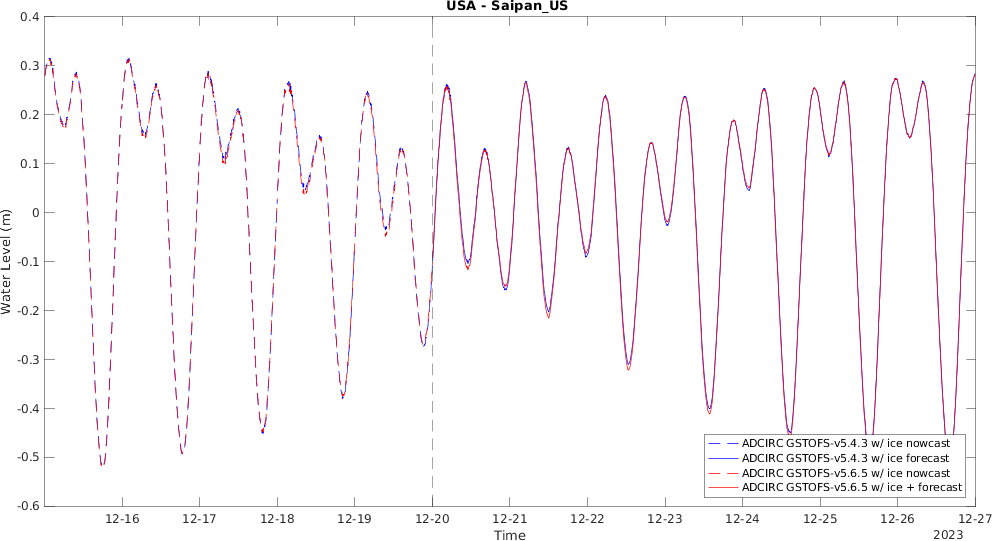 USA - Saipan_US
0.4
0.3
0.2
0.1
0
-0.1
-0.2
-0.3
-0.4
-0.5
-0.6
Water Level (m)
ADCIRC GSTOFS-v5.4.3 w/ ice nowcast
ADCIRC GSTOFS-v5.4.3 w/ ice forecast
ADCIRC GSTOFS-v5.6.5 w/ ice nowcast
ADCIRC GSTOFS-v5.6.5 w/ ice + forecast
12-16 12-17 12-18 12-19 12-20 12-21 12-22 12-23 12-24 12-25 12-26 12-27
Time
2023